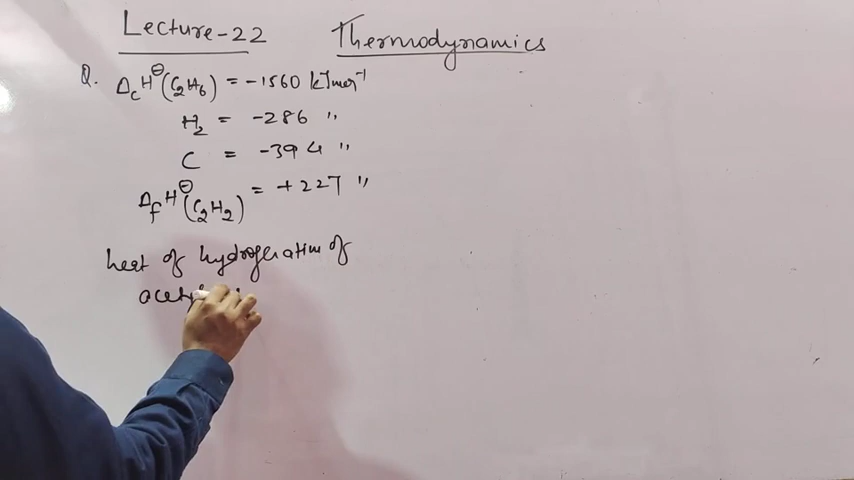 Lecture-22 Thermodynamics
Q. ΔcH⊖(C2H6) = -1560 kJmol⁻¹
H2 = -286 "
C = -394 "
ΔfH⊖(C2H2) = +227 "
heat of hydrogenation of